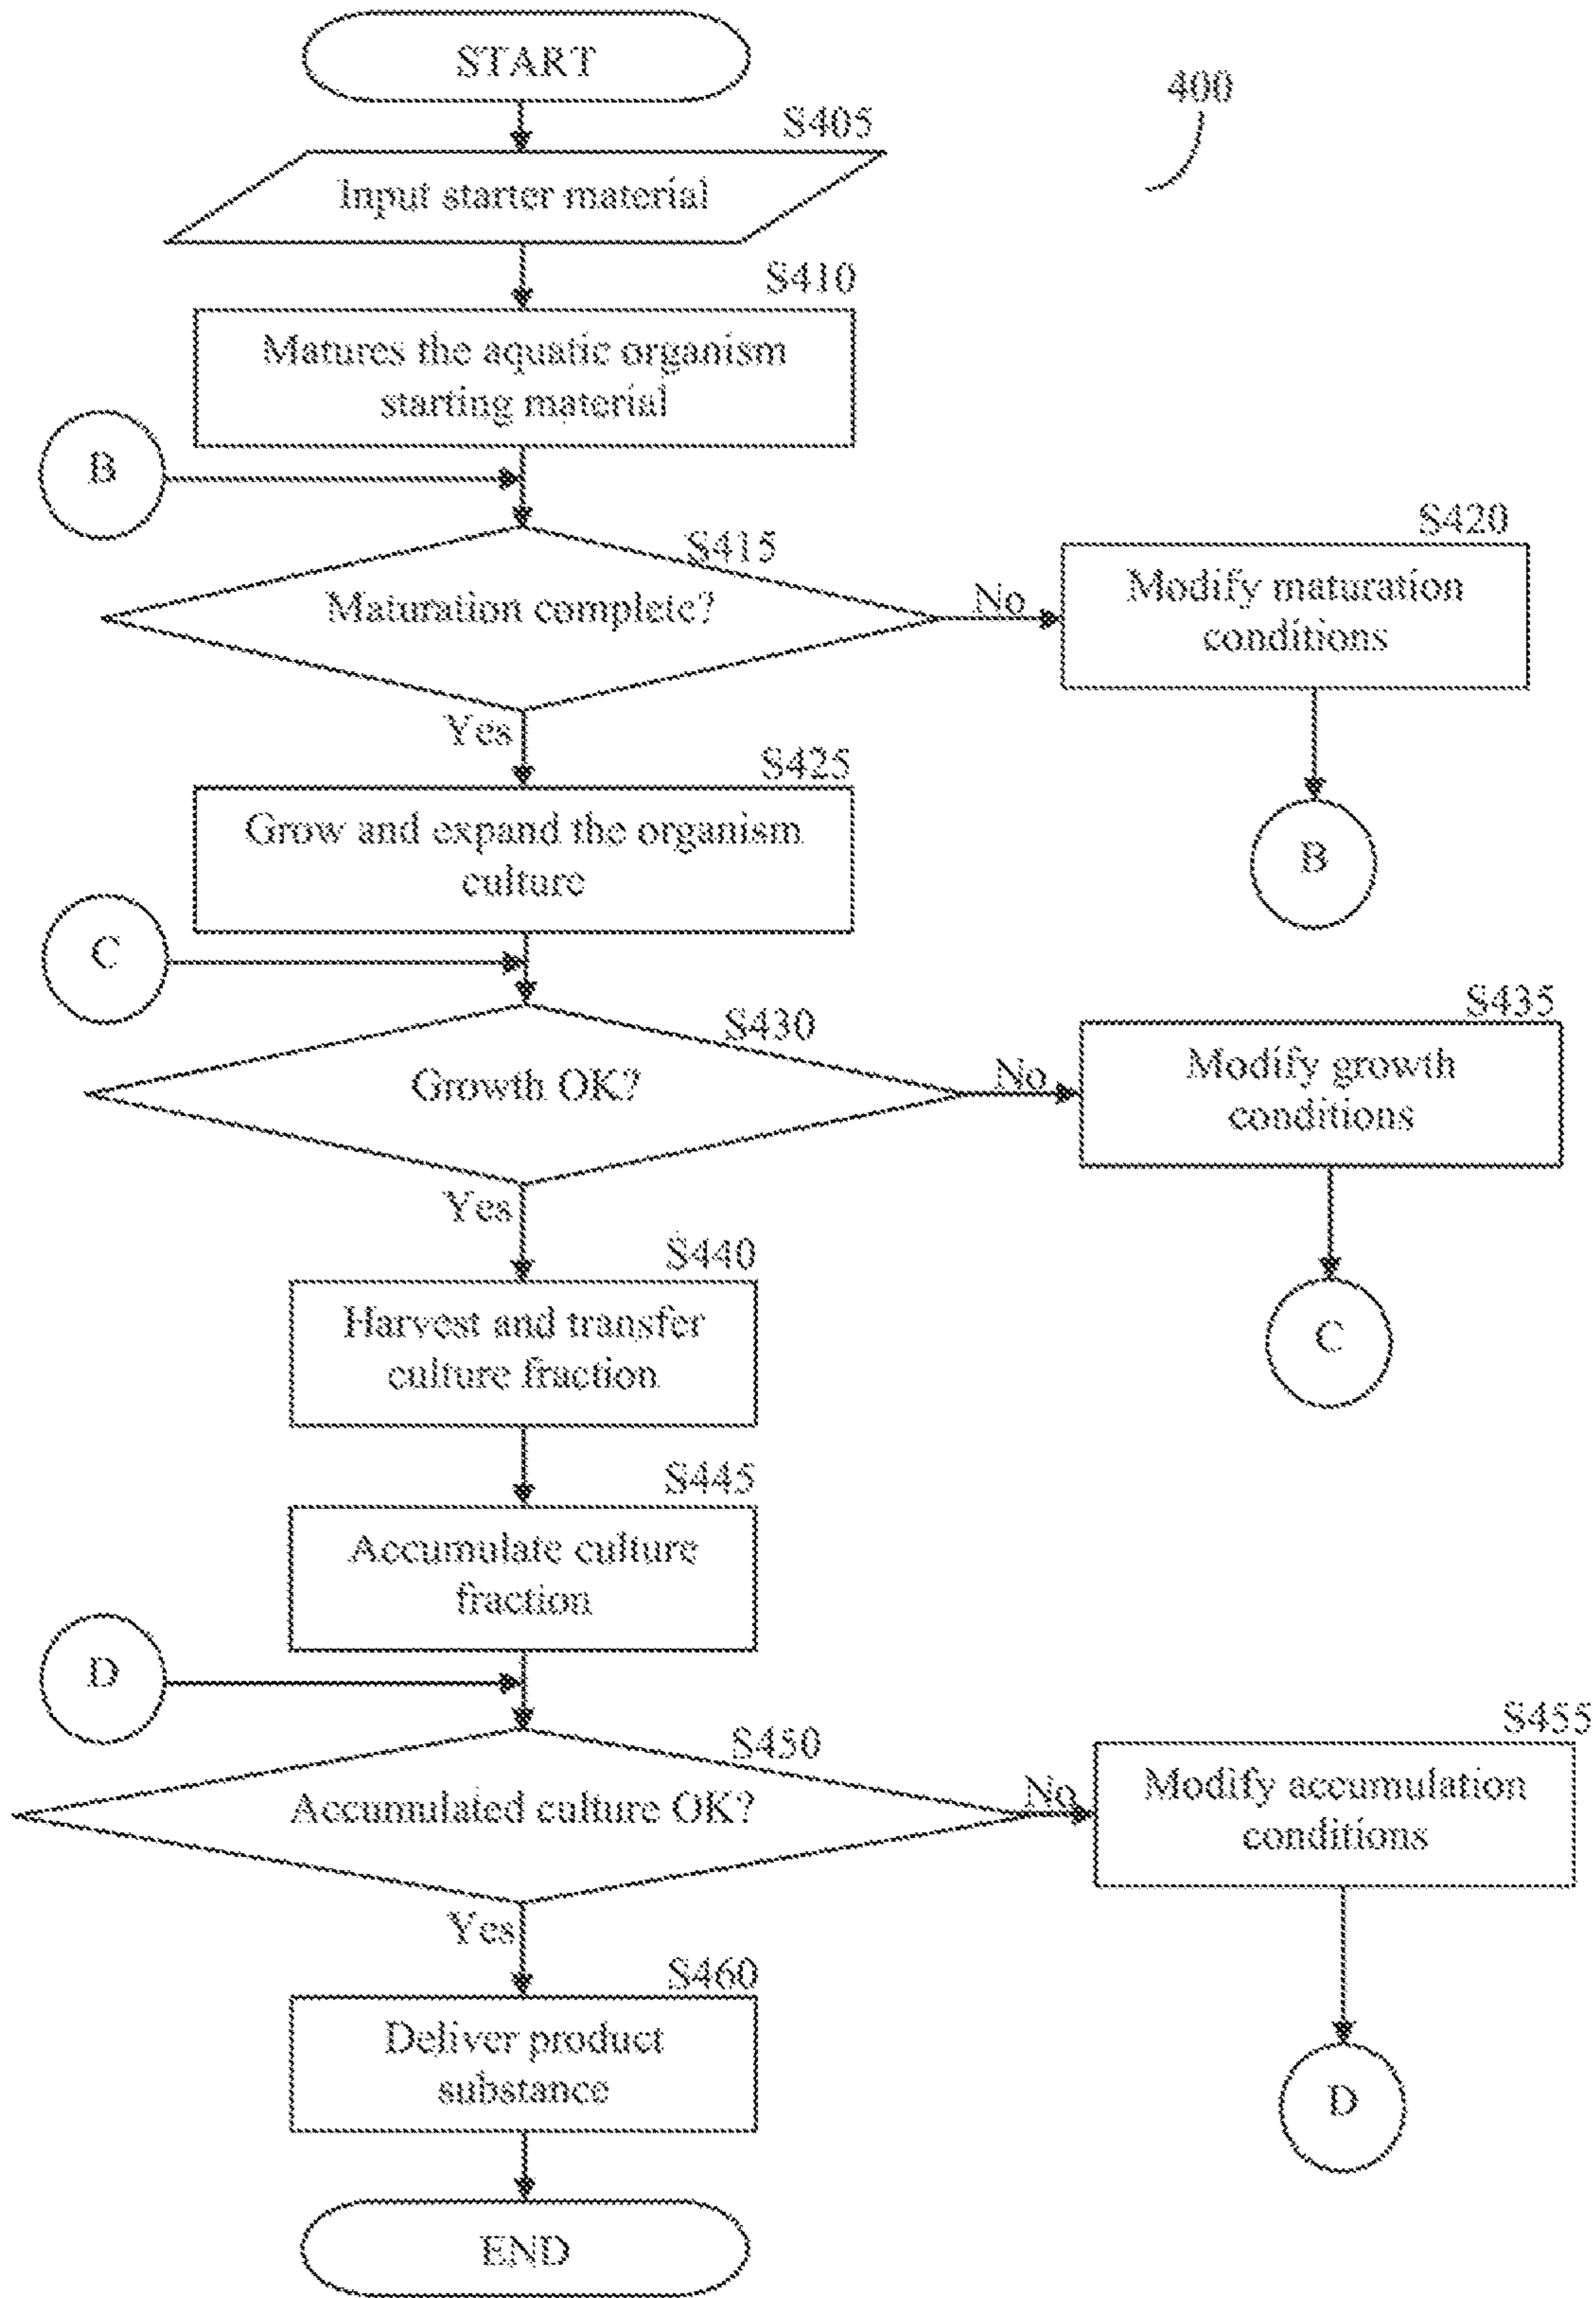 START
400
S405
Input starter material
S410
Matures the aquatic organism
starting material
B
S415
Maturation complete?
No
S420
Modify maturation
conditions
B
Yes
S425
Grow and expand the organism
culture
C
S430
Growth OK?
No
S435
Modify growth
conditions
C
Yes
S440
Harvest and transfer
culture fraction
S445
Accumulate culture
fraction
D
S450
Accumulated culture OK?
No
S455
Modify accumulation
conditions
D
Yes
S460
Deliver product
substance
END